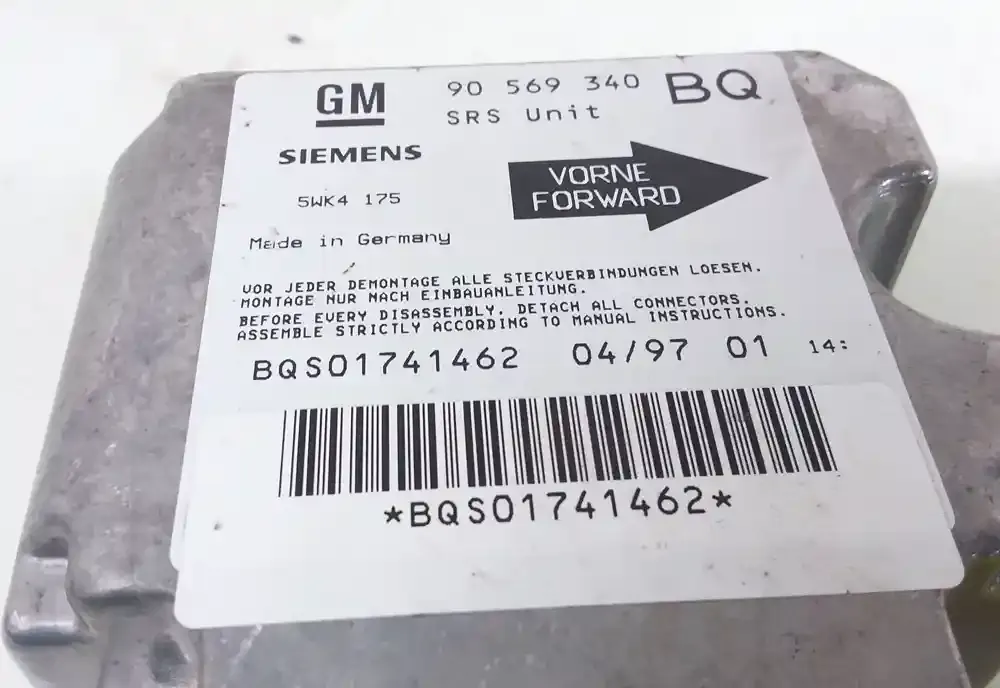 GM
90 569 340 BQ
SRS Unit
SIEMENS
5WK4 175
VORNE
FORWARD
Made in Germany
VOR JEDER DEMONTAGE ALLE STECKVERBINDUNGEN LOESEN.
MONTAGE NUR NACH EINBAUANLEITUNG.
BEFORE EVERY DISASSEMBLY, DETACH ALL CONNECTORS.
ASSEMBLE STRICTLY ACCORDING TO MANUAL INSTRUCTIONS.
BQS01741462 04/97 01 14:
*BQS01741462*